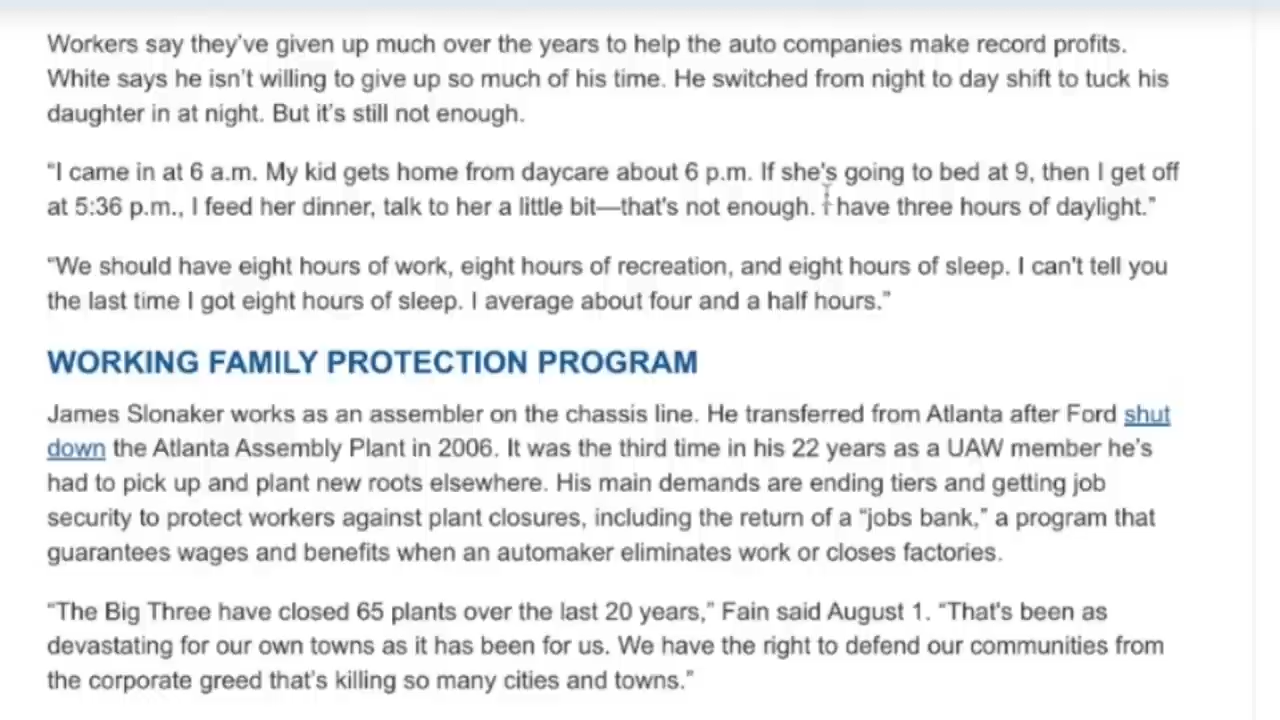 Workers say they've given up much over the years to help the auto companies make record profits.
White says he isn't willing to give up so much of his time. He switched from night to day shift to tuck his
daughter in at night. But it's still not enough.
“I came in at 6 a.m. My kid gets home from daycare about 6 p.m. If she's going to bed at 9, then I get off
at 5:36 p.m., I feed her dinner, talk to her a little bit—that's not enough. I have three hours of daylight.”
“We should have eight hours of work, eight hours of recreation, and eight hours of sleep. I can't tell you
the last time I got eight hours of sleep. I average about four and a half hours.”
WORKING FAMILY PROTECTION PROGRAM
James Slonaker works as an assembler on the chassis line. He transferred from Atlanta after Ford shut
down the Atlanta Assembly Plant in 2006. It was the third time in his 22 years as a UAW member he's
had to pick up and plant new roots elsewhere. His main demands are ending tiers and getting job
security to protect workers against plant closures, including the return of a “jobs bank,” a program that
guarantees wages and benefits when an automaker eliminates work or closes factories.
“The Big Three have closed 65 plants over the last 20 years,” Fain said August 1. “That's been as
devastating for our own towns as it has been for us. We have the right to defend our communities from
the corporate greed that's killing so many cities and towns.”